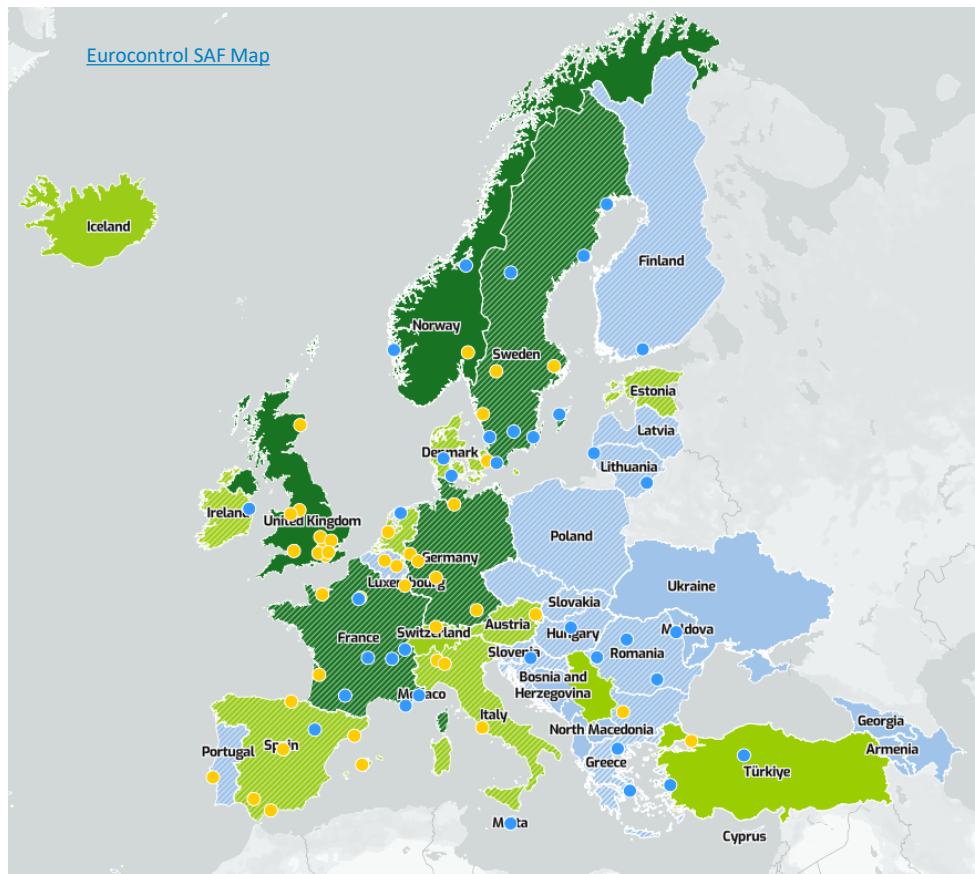 Eurocontrol SAF Map
Iceland
Finland
Norway
Sweden
Estonia
Latvia
Denmark
Lithuania
Ireland
United Kingdom
Poland
Germany
Ukraine
Luxembourg
Slovakia
Austria
Moldova
France
Switzerland
Hungary
Slovenia
Romania
Bosnia and
Herzegovina
Monaco
Italy
Georgia
North Macedonia
Spain
Portugal
Armenia
Greece
Türkiye
Malta
Cyprus